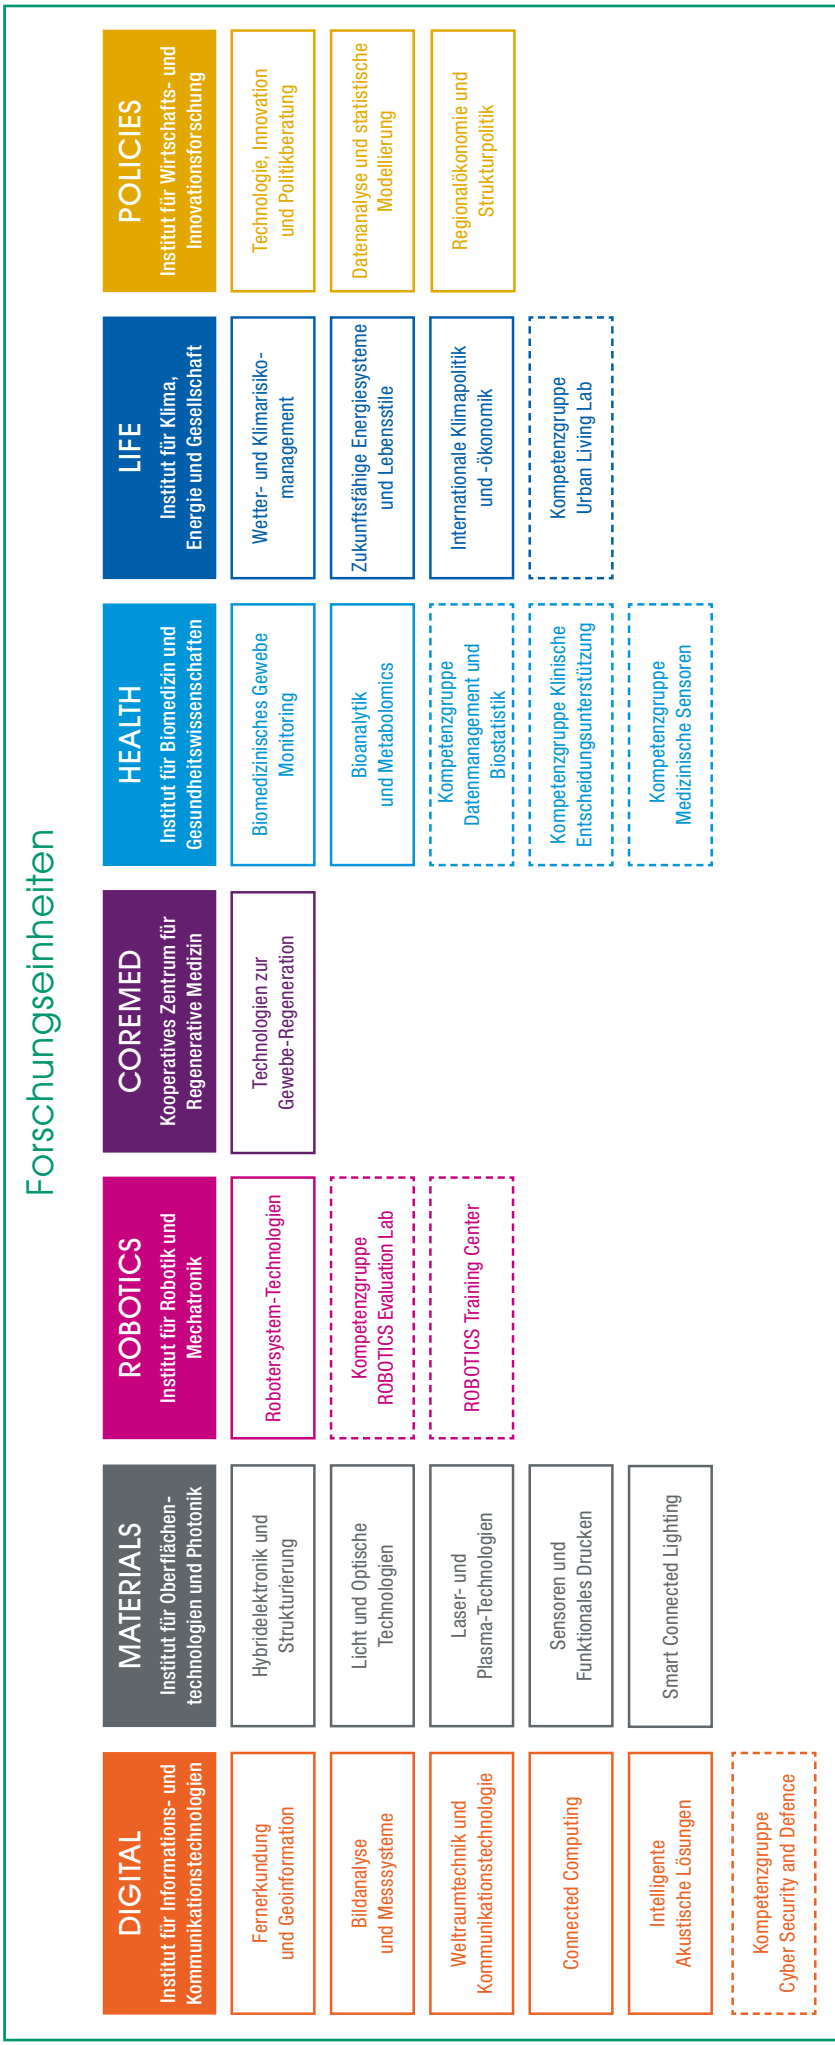 Forschungseinheiten
DIGITAL
Institut für Informations- und
Kommunikationstechnologien
Fernerkundung
und Geoinformation
Bildanalyse
und Messsysteme
Weltraumtechnik und
Kommunikationstechnologie
Connected Computing
Intelligente
Akustische Lösungen
Kompetenzgruppe
Cyber Security and Defence
MATERIALS
Institut für Oberflächen-
technologien und Photonik
Hybridelektronik und
Strukturierung
Licht und Optische
Technologien
Laser- und
Plasma-Technologien
Sensoren und
Funktionales Drucken
Smart Connected Lighting
ROBOTICS
Institut für Robotik und
Mechatronik
Robotersystem-Technologien
Kompetenzgruppe
ROBOTICS Evaluation Lab
ROBOTICS Training Center
COREMED
Kooperatives Zentrum für
Regenerative Medizin
Technologien zur
Gewebe-Regeneration
HEALTH
Institut für Biomedizin und
Gesundheitswissenschaften
Biomedizinisches Gewebe
Monitoring
Bioanalytik
und Metabolomics
Kompetenzgruppe
Datenmanagement und
Biostatistik
Kompetenzgruppe Klinische
Entscheidungsunterstützung
Kompetenzgruppe
Medizinische Sensoren
LIFE
Institut für Klima,
Energie und Gesellschaft
Wetter- und Klimarisiko-
management
Zukunftsfähige Energiesysteme
und Lebensstile
Internationale Klimapolitik
und -ökonomik
Kompetenzgruppe
Urban Living Lab
POLICIES
Institut für Wirtschafts- und
Innovationsforschung
Technologie, Innovation
und Politikberatung
Datenanalyse und statistische
Modellierung
Regionalökonomie und
Strukturpolitik